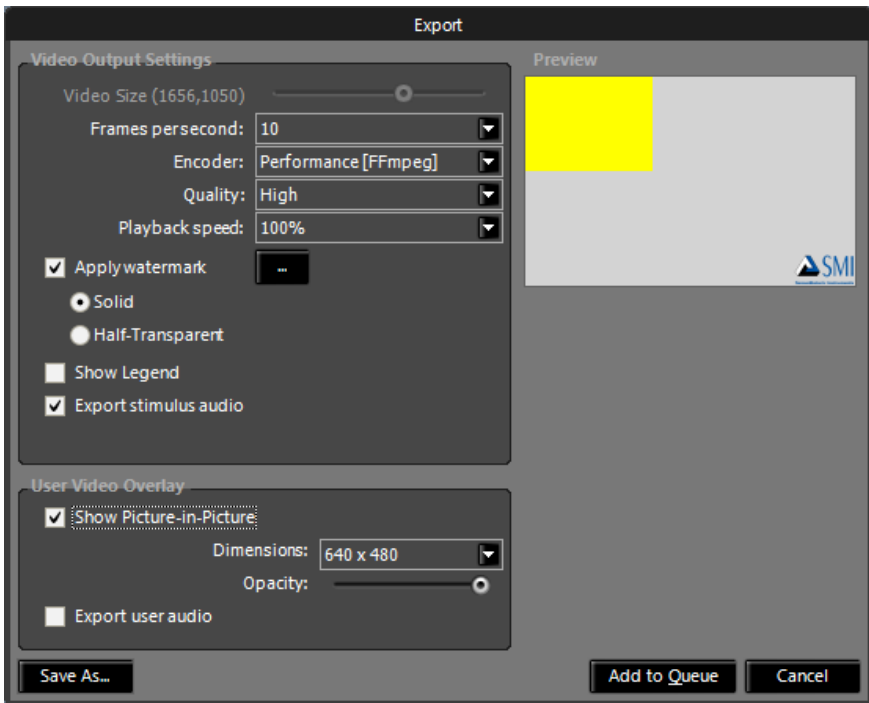 Export
Video Output Settings
Video Size (1656,1050)
Frames persecond: 10
Encoder: Performance [FFmpeg]
Quality: High
Playback speed: 100%
Apply watermark ...
Solid
Half-Transparent
Show Legend
Export stimulus audio
User Video Overlay
Show Picture-in-Picture
Dimensions: 640 x 480
Opacity:
Export user audio
Preview
SMI
Save As...
Add to Queue
Cancel